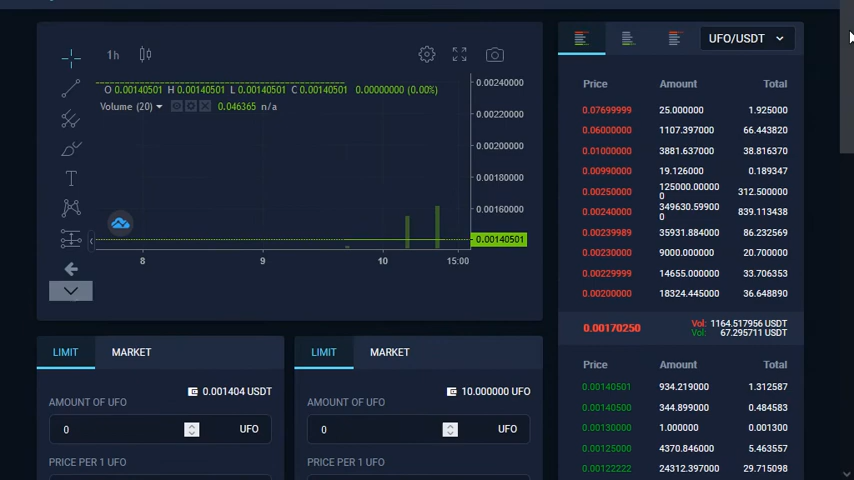 1h
UFO/USDT
O 0.00140501 H 0.00140501 L 0.00140501 C 0.00140501 0.00000000 (0.00%)
Volume (20) 0.046365 n/a
0.00240000
0.00220000
0.00200000
0.00180000
0.00160000
0.00140501
8 9 10 15:00
Price Amount Total
0.07699999 25.000000 1.925000
0.06000000 1107.397000 66.443820
0.01000000 3881.637000 38.816370
0.00990000 19.126000 0.189347
0.00250000 125000.00000
0 312.500000
0.00240000 349630.59900
0 839.113438
0.00239989 35931.884000 86.232569
0.00230000 9000.000000 20.700000
0.00229999 14655.000000 33.706353
0.00200000 18324.445000 36.648890
0.00170250 Vol: 1164.517956 USDT
Vol: 67.295711 USDT
Price Amount Total
0.00140501 934.219000 1.312587
0.00140500 344.899000 0.484583
0.00130000 1.000000 0.001300
0.00125000 4370.846000 5.463557
0.00122222 24312.397000 29.715098
LIMIT MARKET
0.001404 USDT
AMOUNT OF UFO
0 UFO
PRICE PER 1 UFO
LIMIT MARKET
10.000000 UFO
AMOUNT OF UFO
0 UFO
PRICE PER 1 UFO